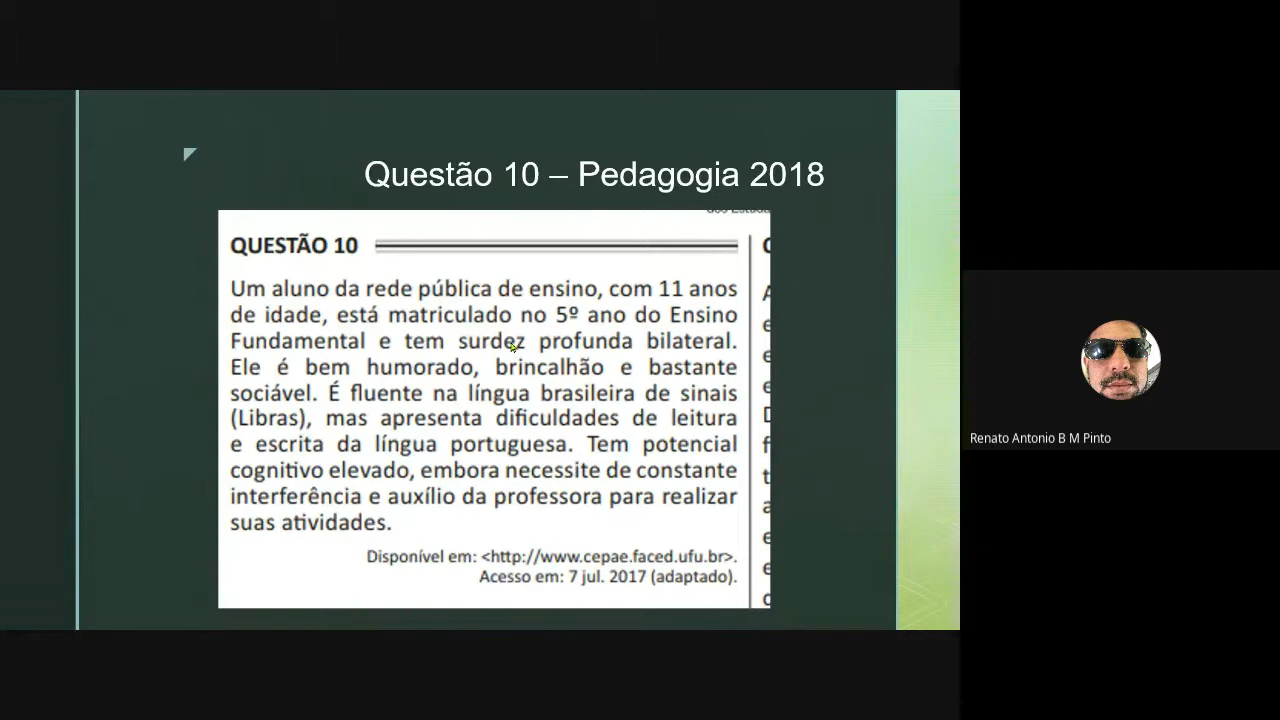 Questão 10 – Pedagogia 2018
QUESTÃO 10
Um aluno da rede pública de ensino, com 11 anos
de idade, está matriculado no 5º ano do Ensino
Fundamental e tem surdez profunda bilateral.
Ele é bem humorado, brincalhão e bastante
sociável. É fluente na língua brasileira de sinais
(Libras), mas apresenta dificuldades de leitura
e escrita da língua portuguesa. Tem potencial
cognitivo elevado, embora necessite de constante
interferência e auxílio da professora para realizar
suas atividades.
Disponível em: <http://www.cepae.faced.ufu.br>.
Acesso em: 7 jul. 2017 (adaptado).
Renato Antonio B M Pinto